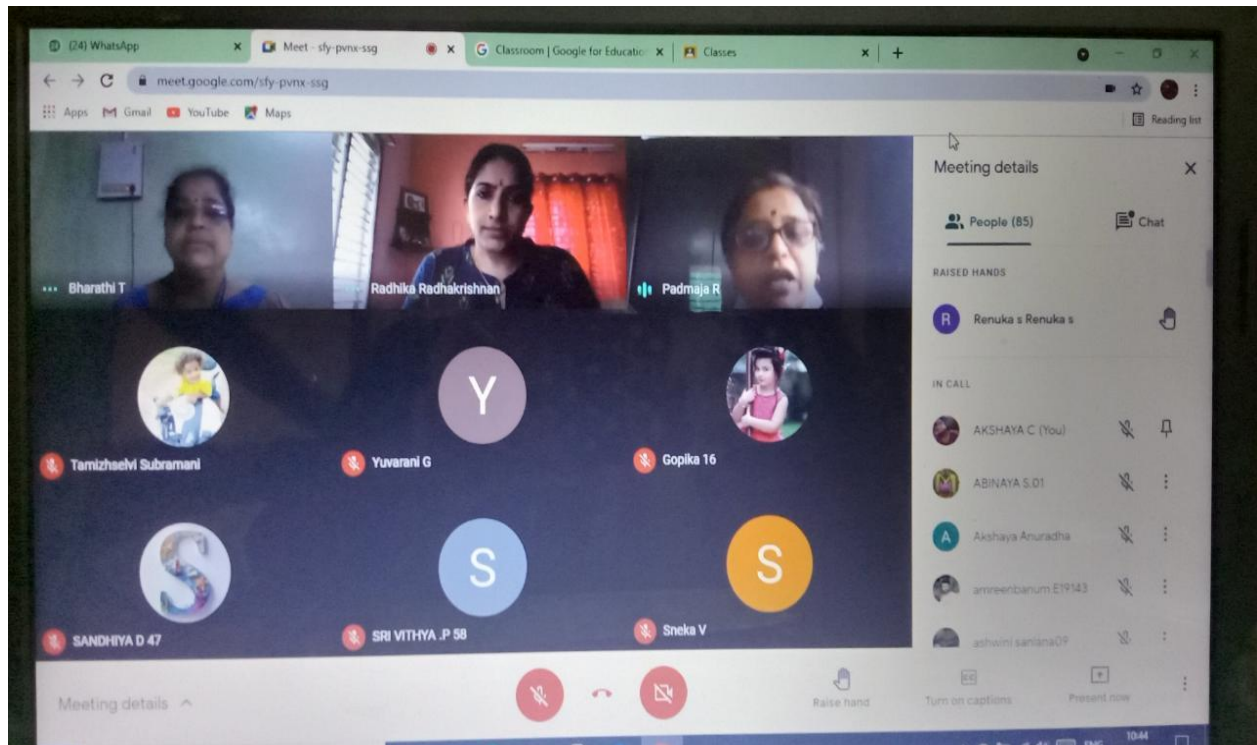 (24) WhatsApp
Meet - sfy-pvnx-ssg
Classroom | Google for Educatio
Classes
meet.google.com/sfy-pvnx-ssg
Apps
Gmail
YouTube
Maps
Reading list
Bharathi T
Radhika Radhakrishnan
Padmaja R
Tamizhselvi Subramani
Y
Yuvarani G
Gopika 16
S
SANDHIYA D 47
S
SRI VITHYA .P 58
S
Sneka V
Meeting details
People (85)
Chat
RAISED HANDS
R
Renuka s Renuka s
IN CALL
AKSHAYA C (You)
ABINAYA S.01
A
Akshaya Anuradha
amreenbanum E19143
ashwini
Meeting details
Raise hand
CC
Turn on captions
Present now
ENG
10:44